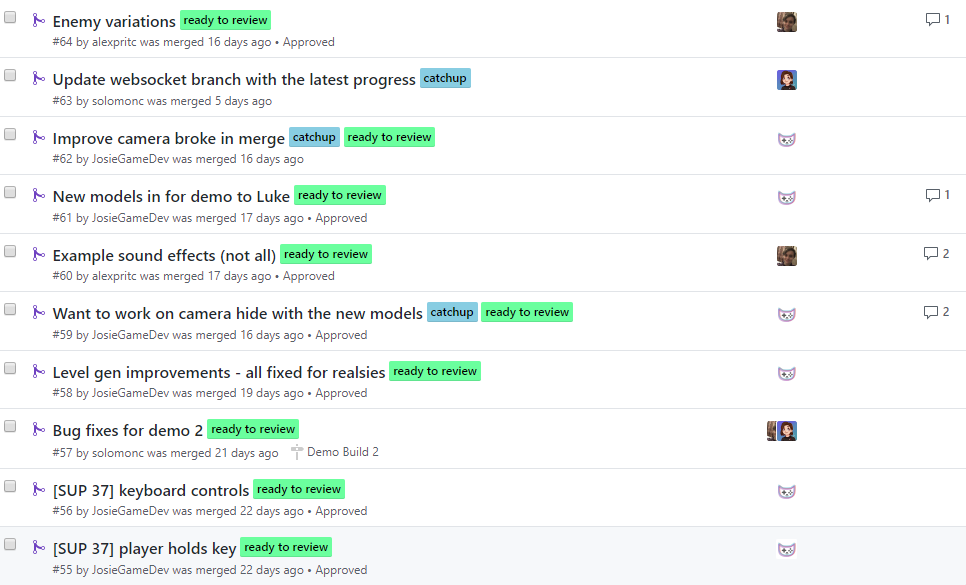 Enemy variations ready to review 1
#64 by alexpritc was merged 16 days ago • Approved
Update websocket branch with the latest progress catchup
#63 by solomonc was merged 5 days ago
Improve camera broke in merge catchup ready to review
#62 by JosieGameDev was merged 16 days ago
New models in for demo to Luke ready to review 1
#61 by JosieGameDev was merged 17 days ago • Approved
Example sound effects (not all) ready to review 2
#60 by alexpritc was merged 17 days ago • Approved
Want to work on camera hide with the new models catchup ready to review 2
#59 by JosieGameDev was merged 16 days ago • Approved
Level gen improvements - all fixed for realsies ready to review
#58 by JosieGameDev was merged 19 days ago • Approved
Bug fixes for demo 2 ready to review
#57 by solomonc was merged 21 days ago Demo Build 2
[SUP 37] keyboard controls ready to review
#56 by JosieGameDev was merged 22 days ago • Approved
[SUP 37] player holds key ready to review
#55 by JosieGameDev was merged 22 days ago • Approved